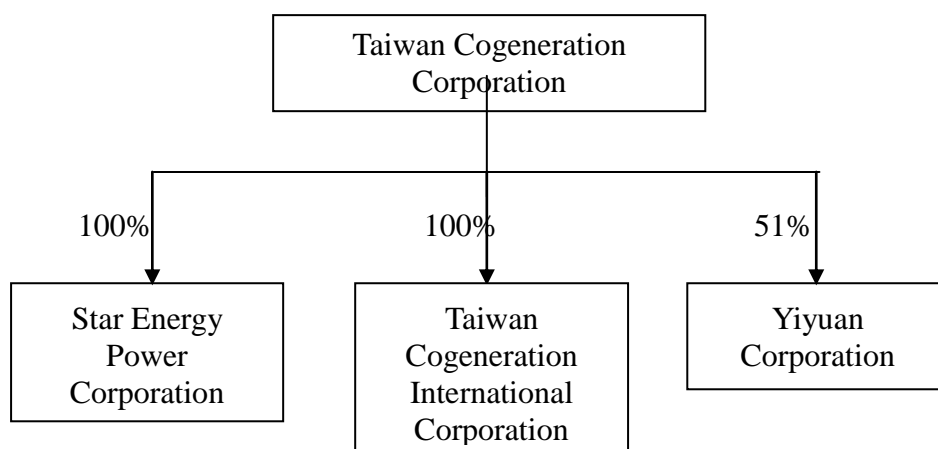 Taiwan Cogeneration
Corporation
100%
100%
51%
Star Energy
Power
Corporation
Taiwan
Cogeneration
International
Corporation
Yiyuan
Corporation